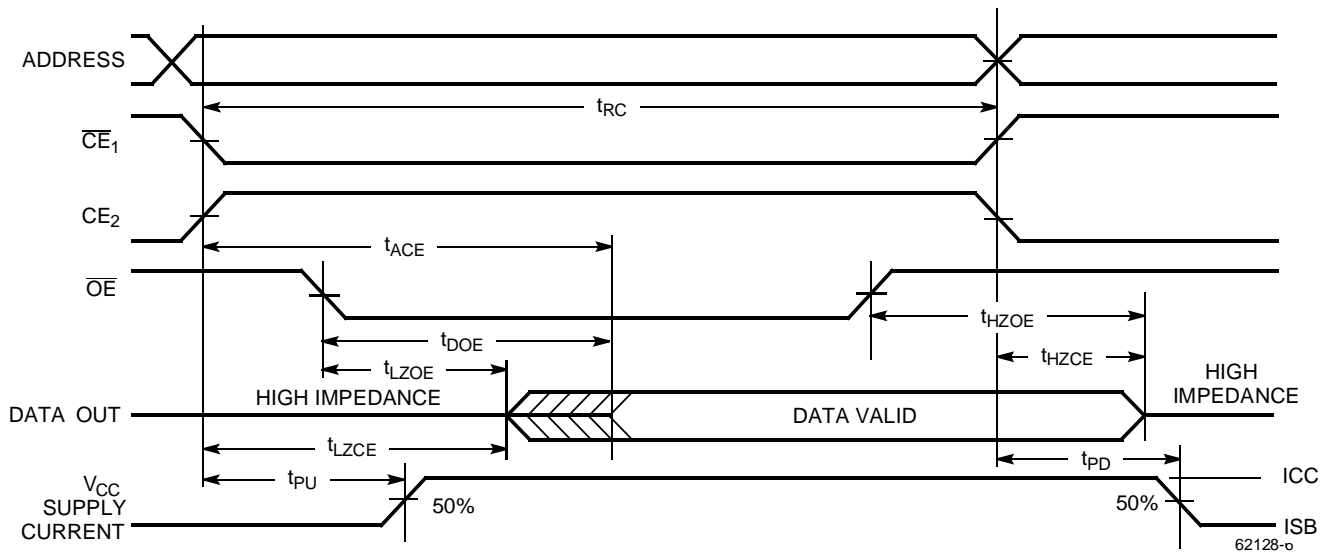 ADDRESS
tRC
CE1
CE2
tACE
OE
tHZOE
tDOE
tHZCE
tLZOE
HIGH IMPEDANCE
HIGH
IMPEDANCE
DATA OUT
DATA VALID
tLZCE
tPD
tPU
VCC
SUPPLY
CURRENT
50%
50%
ICC
ISB
62128-6